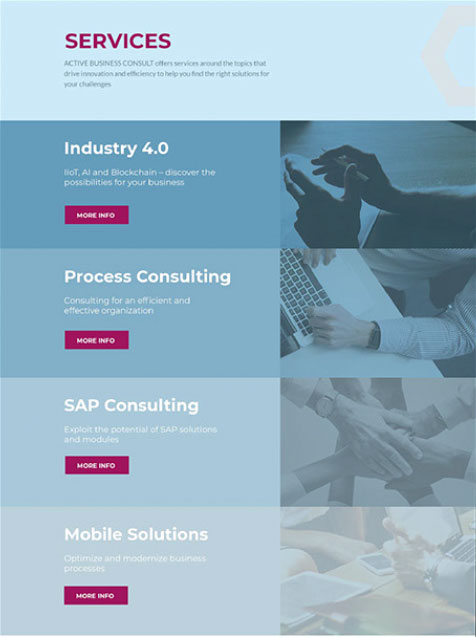 SERVICES
ACTIVE BUSINESS CONSULT offers services around the topics that
drive innovation and efficiency to help you find the right solutions for
your challenges
Industry 4.0
IIoT, AI and Blockchain – discover the
possibilities for your business
MORE INFO
Process Consulting
Consulting for an efficient and
effective organization
MORE INFO
SAP Consulting
Exploit the potential of SAP solutions
and modules
MORE INFO
Mobile Solutions
Optimize and modernize business
processes
MORE INFO